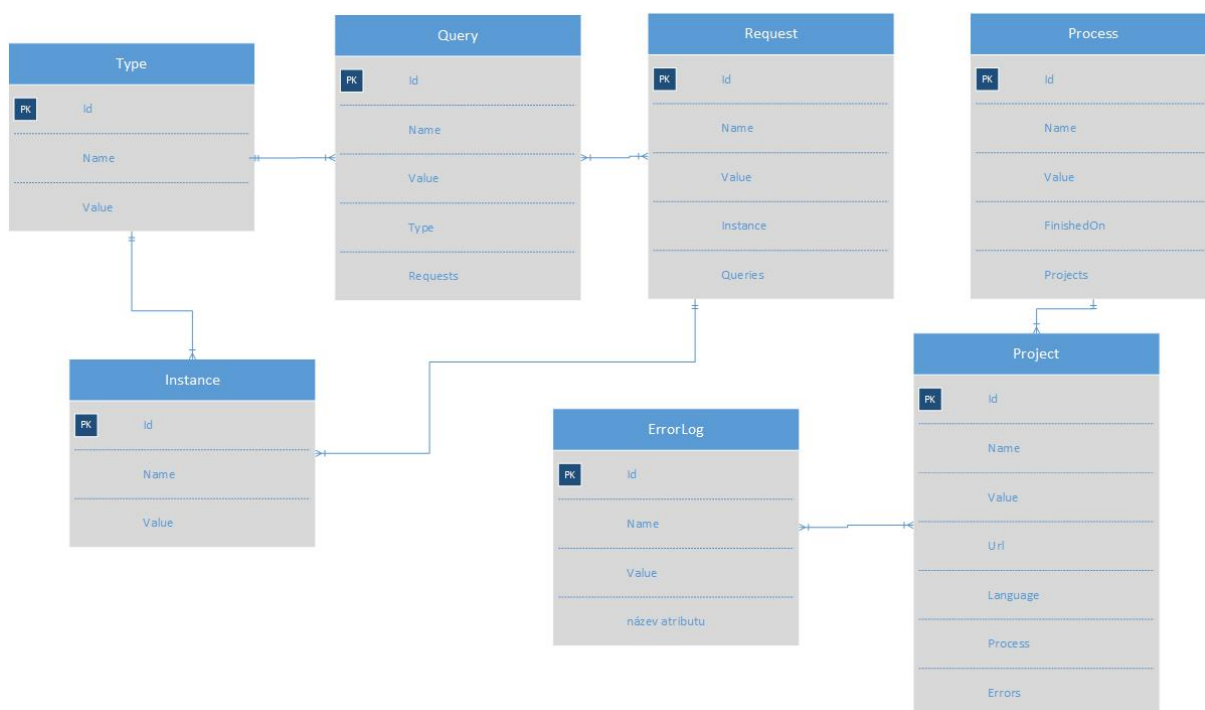 Type
PK Id
Name
Value
Query
PK Id
Name
Value
Type
Requests
Request
PK Id
Name
Value
Instance
Queries
Process
PK Id
Name
Value
FinishedOn
Projects
Instance
PK Id
Name
Value
ErrorLog
PK Id
Name
Value
název atributu
Project
PK Id
Name
Value
Url
Language
Process
Errors